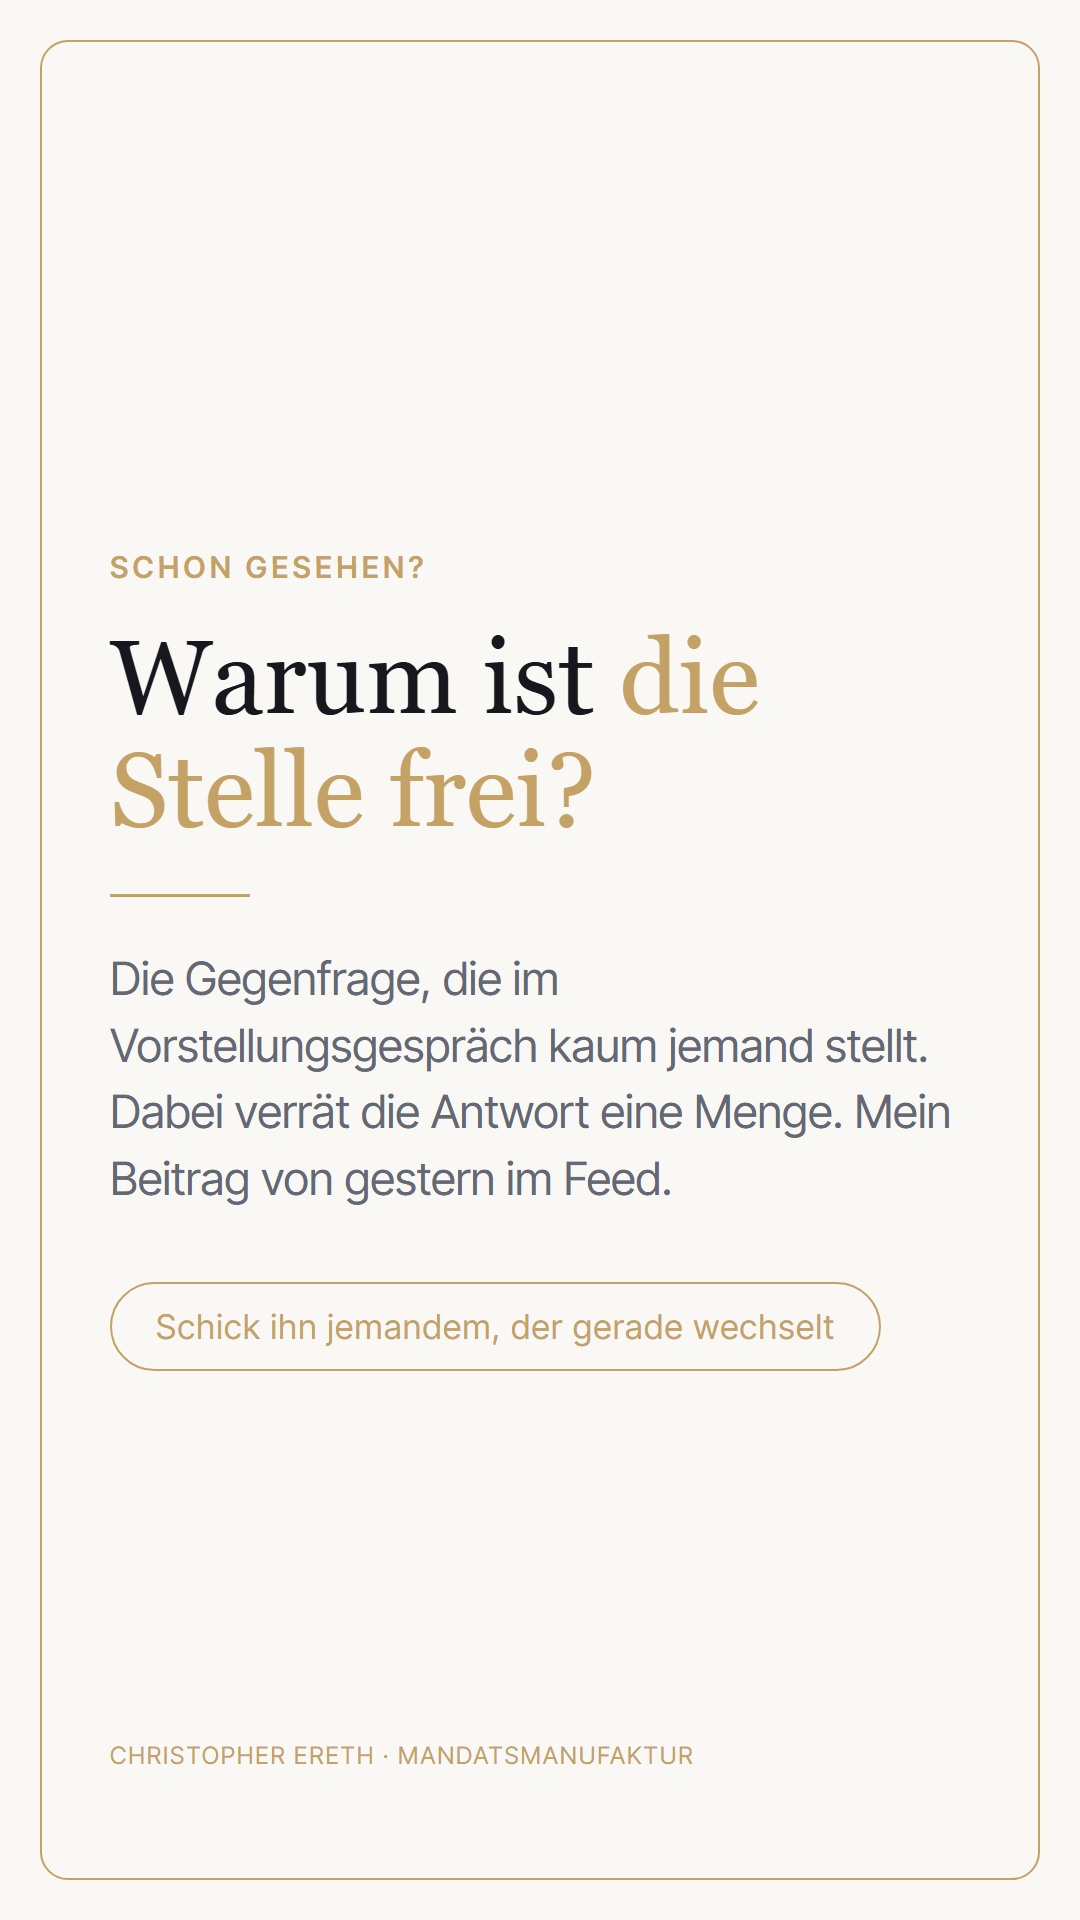 SCHON GESEHEN?
Warum ist die
Stelle frei?
Die Gegenfrage, die im
Vorstellungsgespräch kaum jemand stellt.
Dabei verrät die Antwort eine Menge. Mein
Beitrag von gestern im Feed.
Schick ihn jemandem, der gerade wechselt
CHRISTOPHER ERETH · MANDATSMANUFAKTUR